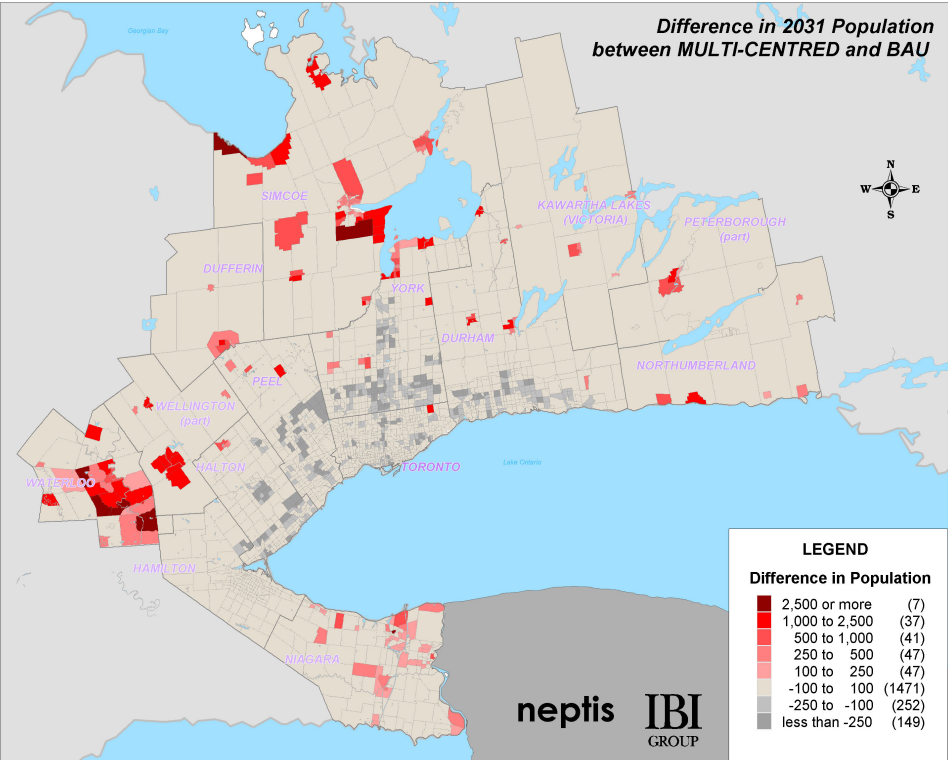 Difference in 2031 Population
between MULTI-CENTRED and BAU
Georgian Bay
N
W E
S
SIMCOE
KAWARTHA LAKES
(VICTORIA)
PETERBOROUGH
(part)
DUFFERIN
YORK
DURHAM
NORTHUMBERLAND
PEEL
WELLINGTON
(part)
HALTON
TORONTO
Lake Ontario
WATERLOO
HAMILTON
NIAGARA
LEGEND
Difference in Population
2,500 or more (7)
1,000 to 2,500 (37)
500 to 1,000 (41)
250 to 500 (47)
100 to 250 (47)
-100 to 100 (1471)
-250 to -100 (252)
less than -250 (149)
neptis
IBI
GROUP